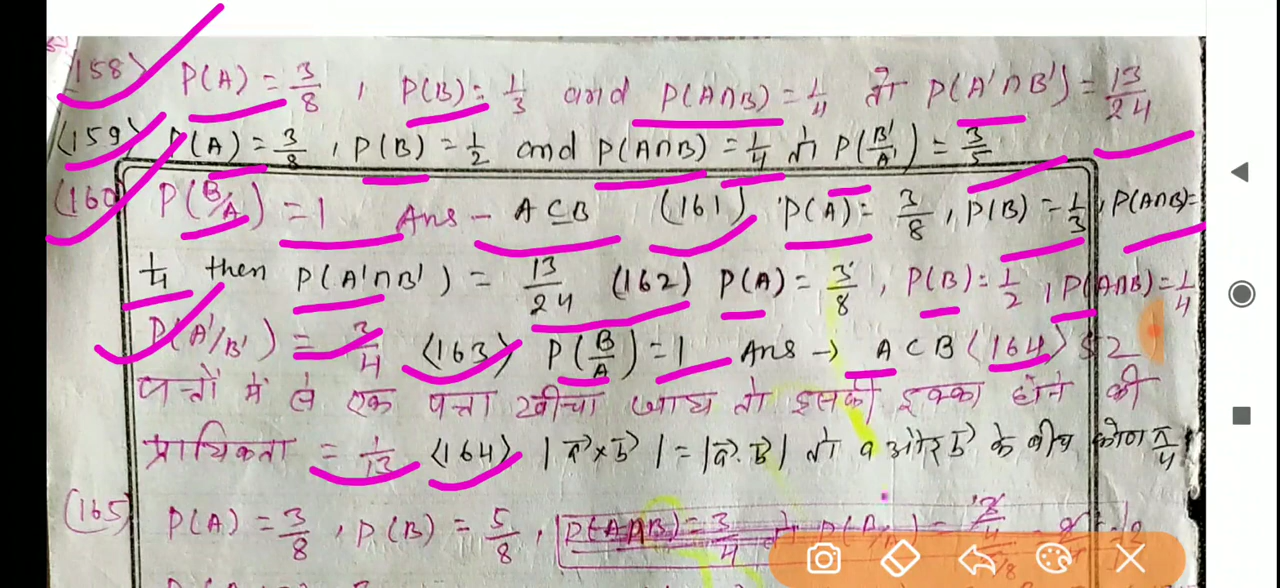 (158) P(A) = 3/8 , P(B) = 1/3 and P(A∩B) = 1/4 तो P(A'∩B') = 13/24
(159) P(A) = 3/8 , P(B) = 1/2 and P(A∩B) = 1/4 तो P(B'/A') = 3/5
(160) P(B/A) = 1 Ans - A⊆B (161) P(A) = 3/8 , P(B) = 1/3 , P(A∩B) =
1/4 then P(A'∩B') = 13/24 (162) P(A) = 3/8 , P(B) = 1/2 , P(A∩B) = 1/4
P(A'/B') = 3/4 (163) P(B/A) = 1 Ans → A⊂B (164) 52
पत्तों में से एक पत्ता खीचा जाय तो इसकी इक्का होने की
प्रायिकता = 1/13 (164) |a⃗×b⃗| = |a⃗.b⃗| तो a और b⃗ के बीच कोण π/4
(165) P(A) = 3/8 , P(B) = 5/8 , P(A∩B) = 3/4 तो